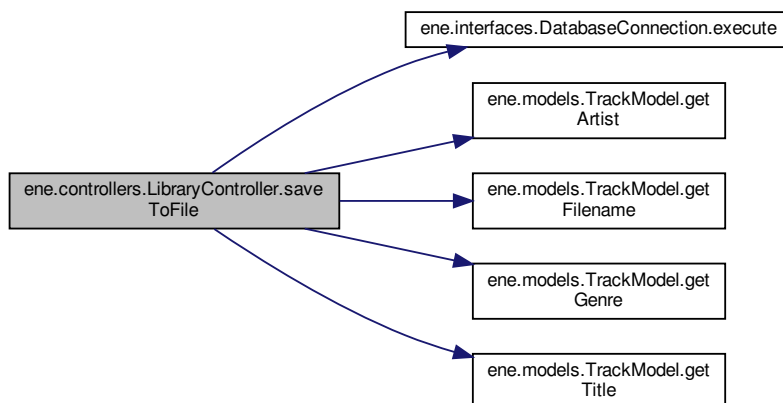 ene.interfaces.DatabaseConnection.execute
ene.models.TrackModel.get
Artist
ene.controllers.LibraryController.save
ToFile
ene.models.TrackModel.get
Filename
ene.models.TrackModel.get
Genre
ene.models.TrackModel.get
Title